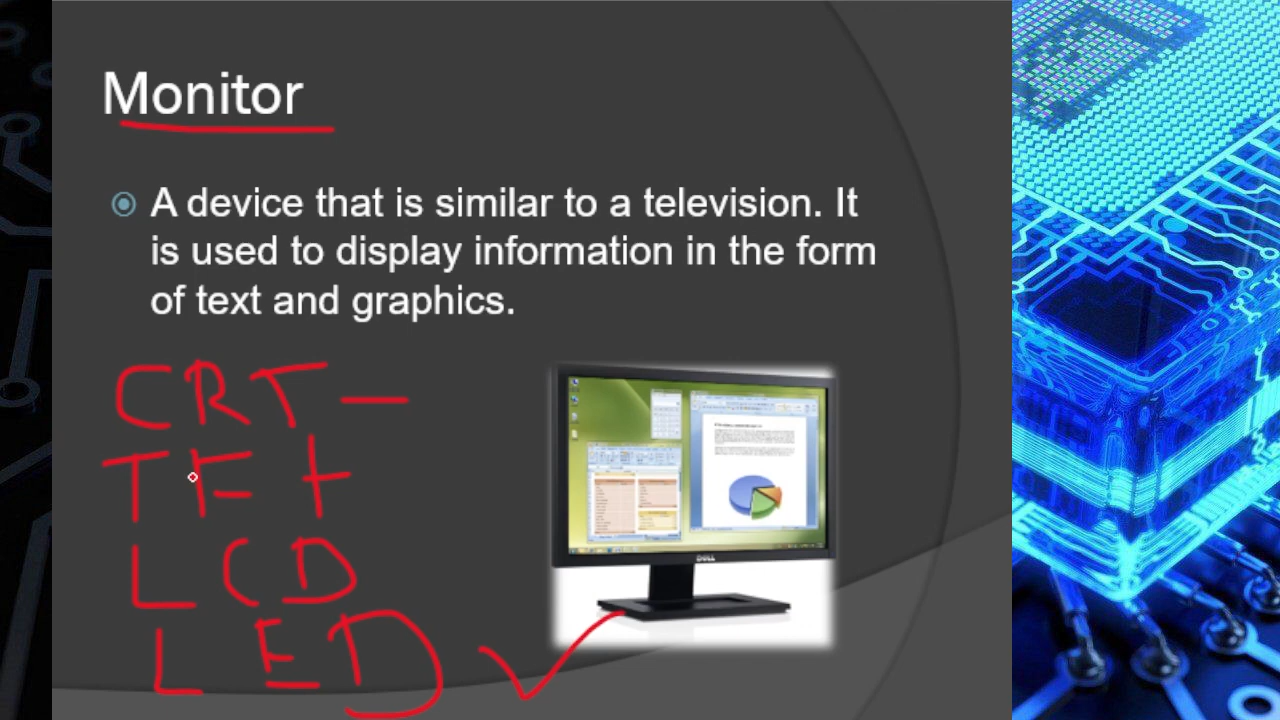 Monitor
A device that is similar to a television. It
is used to display information in the form
of text and graphics.
CRT -
TFt
LCD
LED
DELL